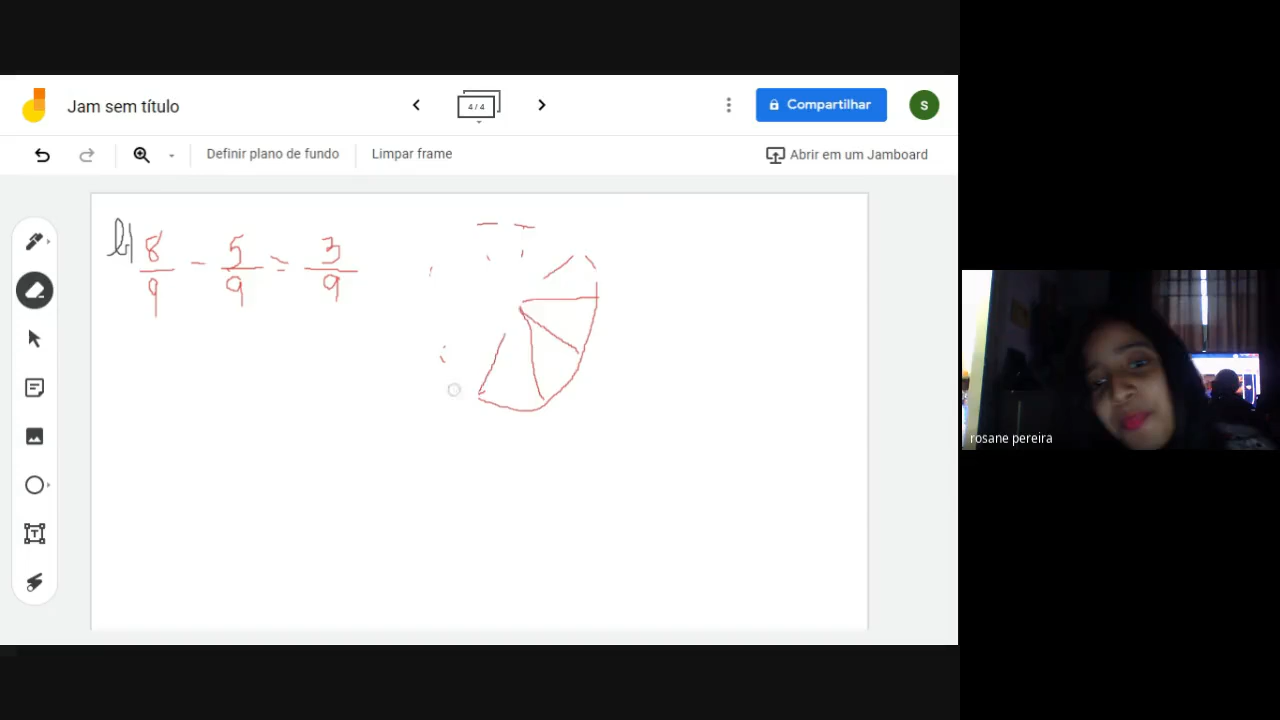 Jam sem título
4 / 4
Compartilhar
S
Definir plano de fundo
Limpar frame
Abrir em um Jamboard
b) 8/9 - 5/9 = 3/9
rosane pereira